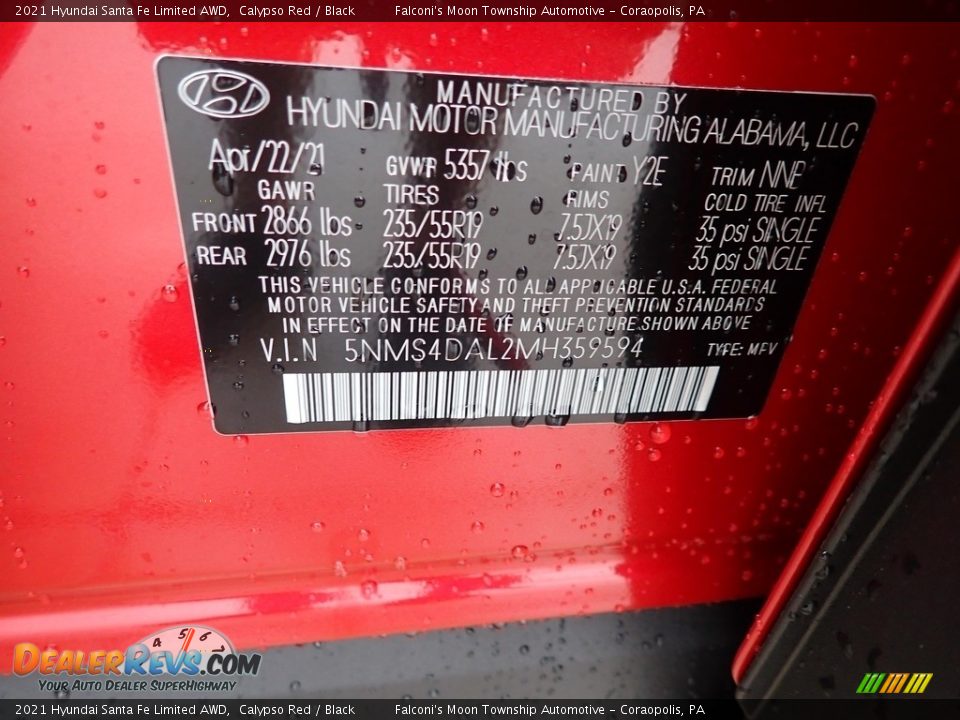 2021 Hyundai Santa Fe Limited AWD, Calypso Red / Black Falconi's Moon Township Automotive - Coraopolis, PA
MANUFACTURED BY
HYUNDAI MOTOR MANUFACTURING ALABAMA, LLC
Apr/22/21 GVWR 5357 lbs PAINT Y2E TRIM NNB
GAWR TIRES RIMS COLD TIRE INFL
FRONT 2866 lbs 235/55R19 7.5JX19 35 psi SINGLE
REAR 2976 lbs 235/55R19 7.5JX19 35 psi SINGLE
THIS VEHICLE CONFORMS TO ALL APPLICABLE U.S.A. FEDERAL
MOTOR VEHICLE SAFETY AND THEFT PREVENTION STANDARDS
IN EFFECT ON THE DATE OF MANUFACTURE SHOWN ABOVE
V.I.N 5NMS4DAL2MH359594 TYPE: MPV
4 5 6
DEALERREVS.COM
YOUR AUTO DEALER SUPERHIGHWAY
2021 Hyundai Santa Fe Limited AWD, Calypso Red / Black Falconi's Moon Township Automotive - Coraopolis, PA